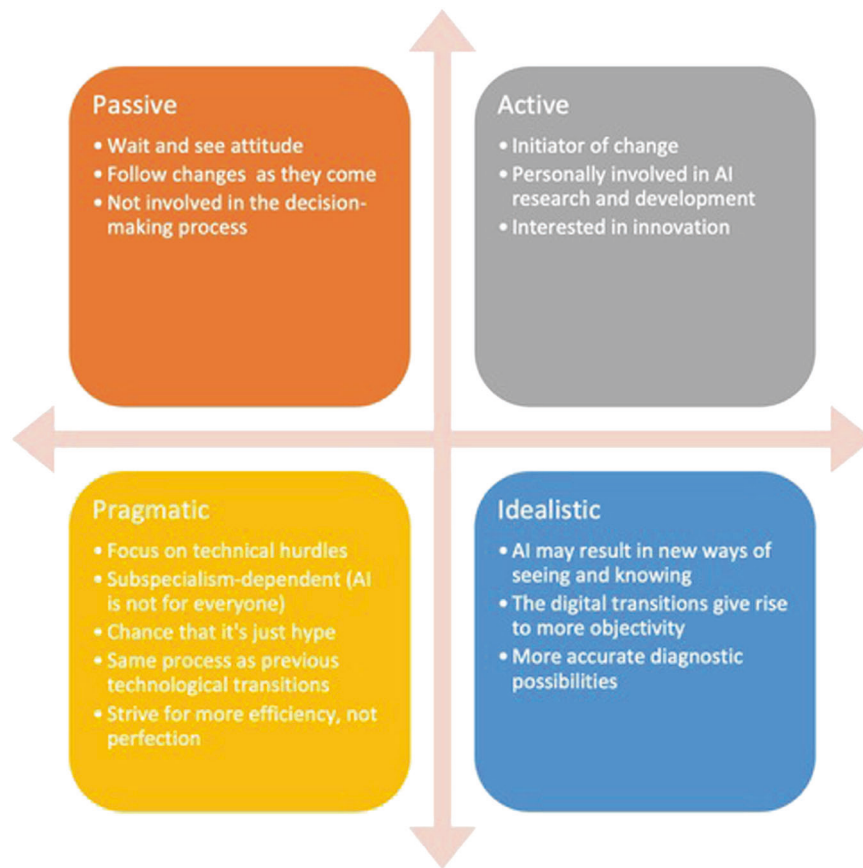 Passive
• Wait and see attitude
• Follow changes as they come
• Not involved in the decision-
making process
Active
• Initiator of change
• Personally involved in AI
research and development
• Interested in innovation
Pragmatic
• Focus on technical hurdles
• Subspecialism-dependent (AI
is not for everyone)
• Chance that it's just hype
• Same process as previous
technological transitions
• Strive for more efficiency, not
perfection
Idealistic
• AI may result in new ways of
seeing and knowing
• The digital transitions give rise
to more objectivity
• More accurate diagnostic
possibilities